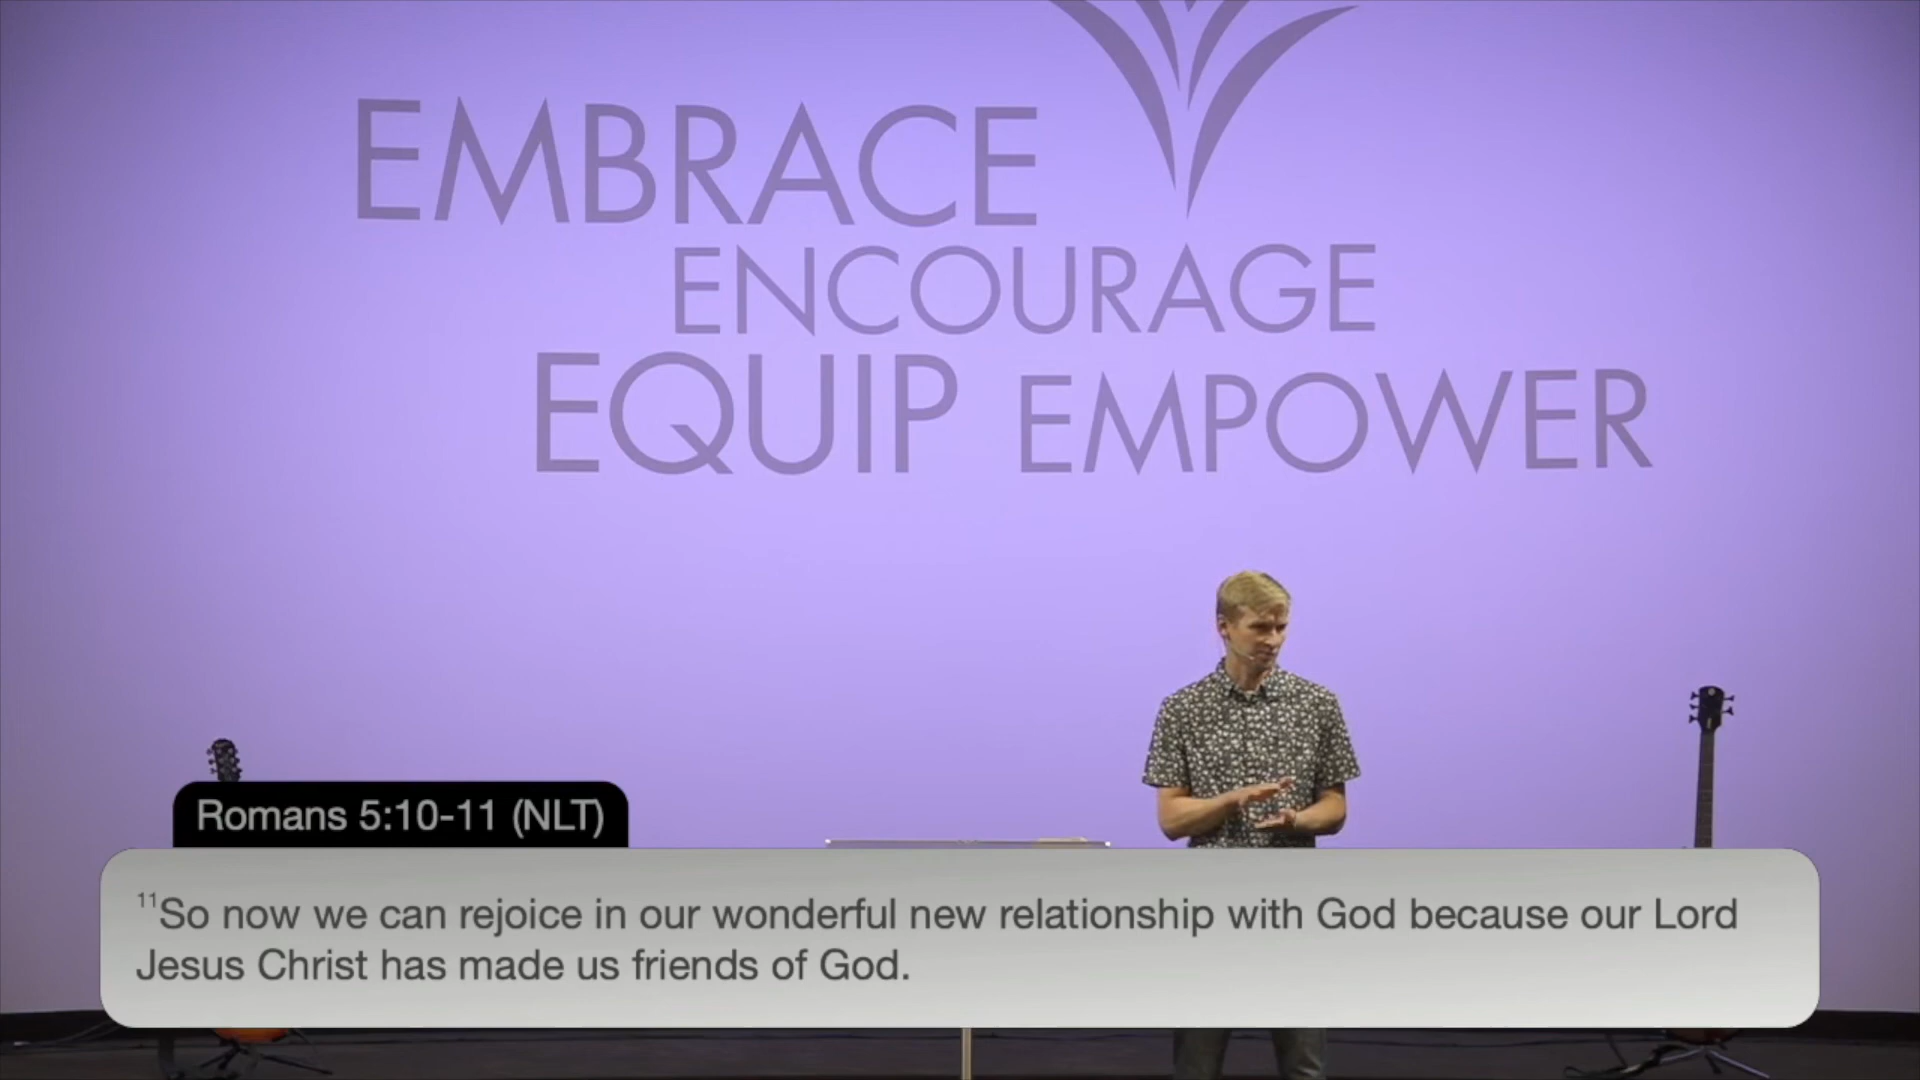 EMBRACE
ENCOURAGE
EQUIP EMPOWER
Romans 5:10-11 (NLT)
11So now we can rejoice in our wonderful new relationship with God because our Lord
Jesus Christ has made us friends of God.